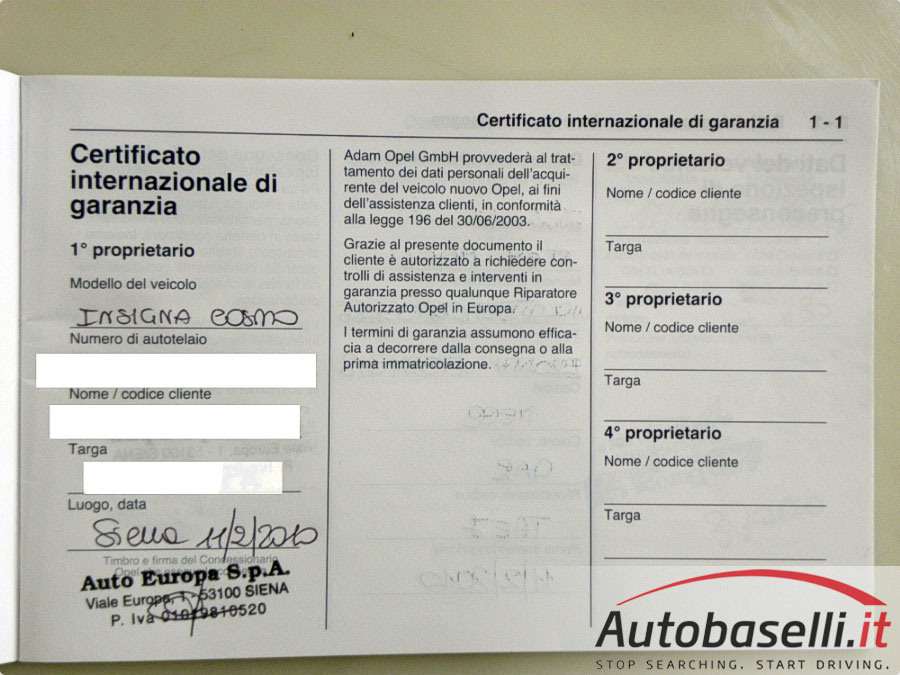 Certificato internazionale di garanzia 1 - 1
Certificato
internazionale di
garanzia
1° proprietario
Modello del veicolo
INSIGNA COSMO
Numero di autotelaio
Nome / codice cliente
Targa
Luogo, data
Siena 11/2/2010
Timbro e firma del Concessionario
Auto Europa S.p.A.
Viale Europa, 1 - 53100 SIENA
P. Iva 01019810520
Adam Opel GmbH provvederà al trat-
tamento dei dati personali dell'acqui-
rente del veicolo nuovo Opel, ai fini
dell'assistenza clienti, in conformità
alla legge 196 del 30/06/2003.
Grazie al presente documento il
cliente è autorizzato a richiedere con-
trolli di assistenza e interventi in
garanzia presso qualunque Riparatore
Autorizzato Opel in Europa.
I termini di garanzia assumono effica-
cia a decorrere dalla consegna o alla
prima immatricolazione.
2° proprietario
Nome / codice cliente
Targa
3° proprietario
Nome / codice cliente
Targa
4° proprietario
Nome / codice cliente
Targa
Autobaselli.it
STOP SEARCHING. START DRIVING.